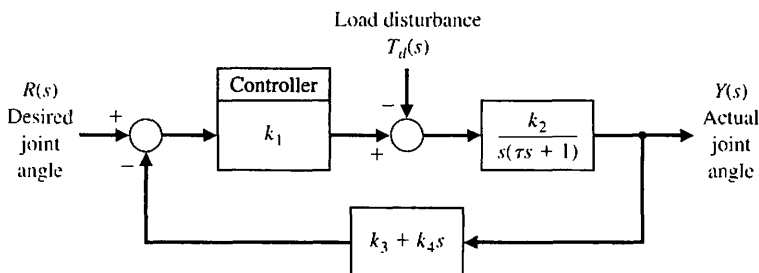 Load disturbance
T_d(s)
R(s)
Desired
joint
angle
+
−
Controller
k_1
−
+
k_2
s(τs + 1)
Y(s)
Actual
joint
angle
k_3 + k_4s